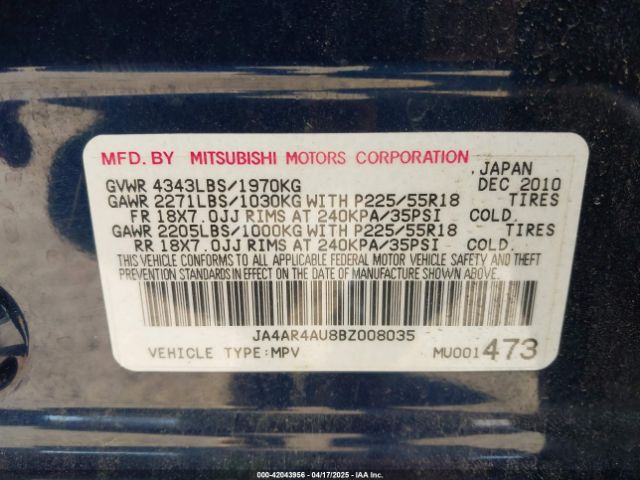 MFD. BY MITSUBISHI MOTORS CORPORATION
JAPAN
GVWR 4343LBS/1970KG DEC 2010
GAWR 2271LBS/1030KG WITH P225/55R18 TIRES
FR 18X7.0JJ RIMS AT 240KPA/35PSI COLD.
GAWR 2205LBS/1000KG WITH P225/55R18 TIRES
RR 18X7.0JJ RIMS AT 240KPA/35PSI COLD.
THIS VEHICLE CONFORMS TO ALL APPLICABLE FEDERAL MOTOR VEHICLE SAFETY AND THEFT
PREVENTION STANDARDS IN EFFECT ON THE DATE OF MANUFACTURE SHOWN ABOVE.
JA4AR4AU8BZ008035
VEHICLE TYPE:MPV MU001473
000-42043956 - 04/17/2025 - IAAI.com